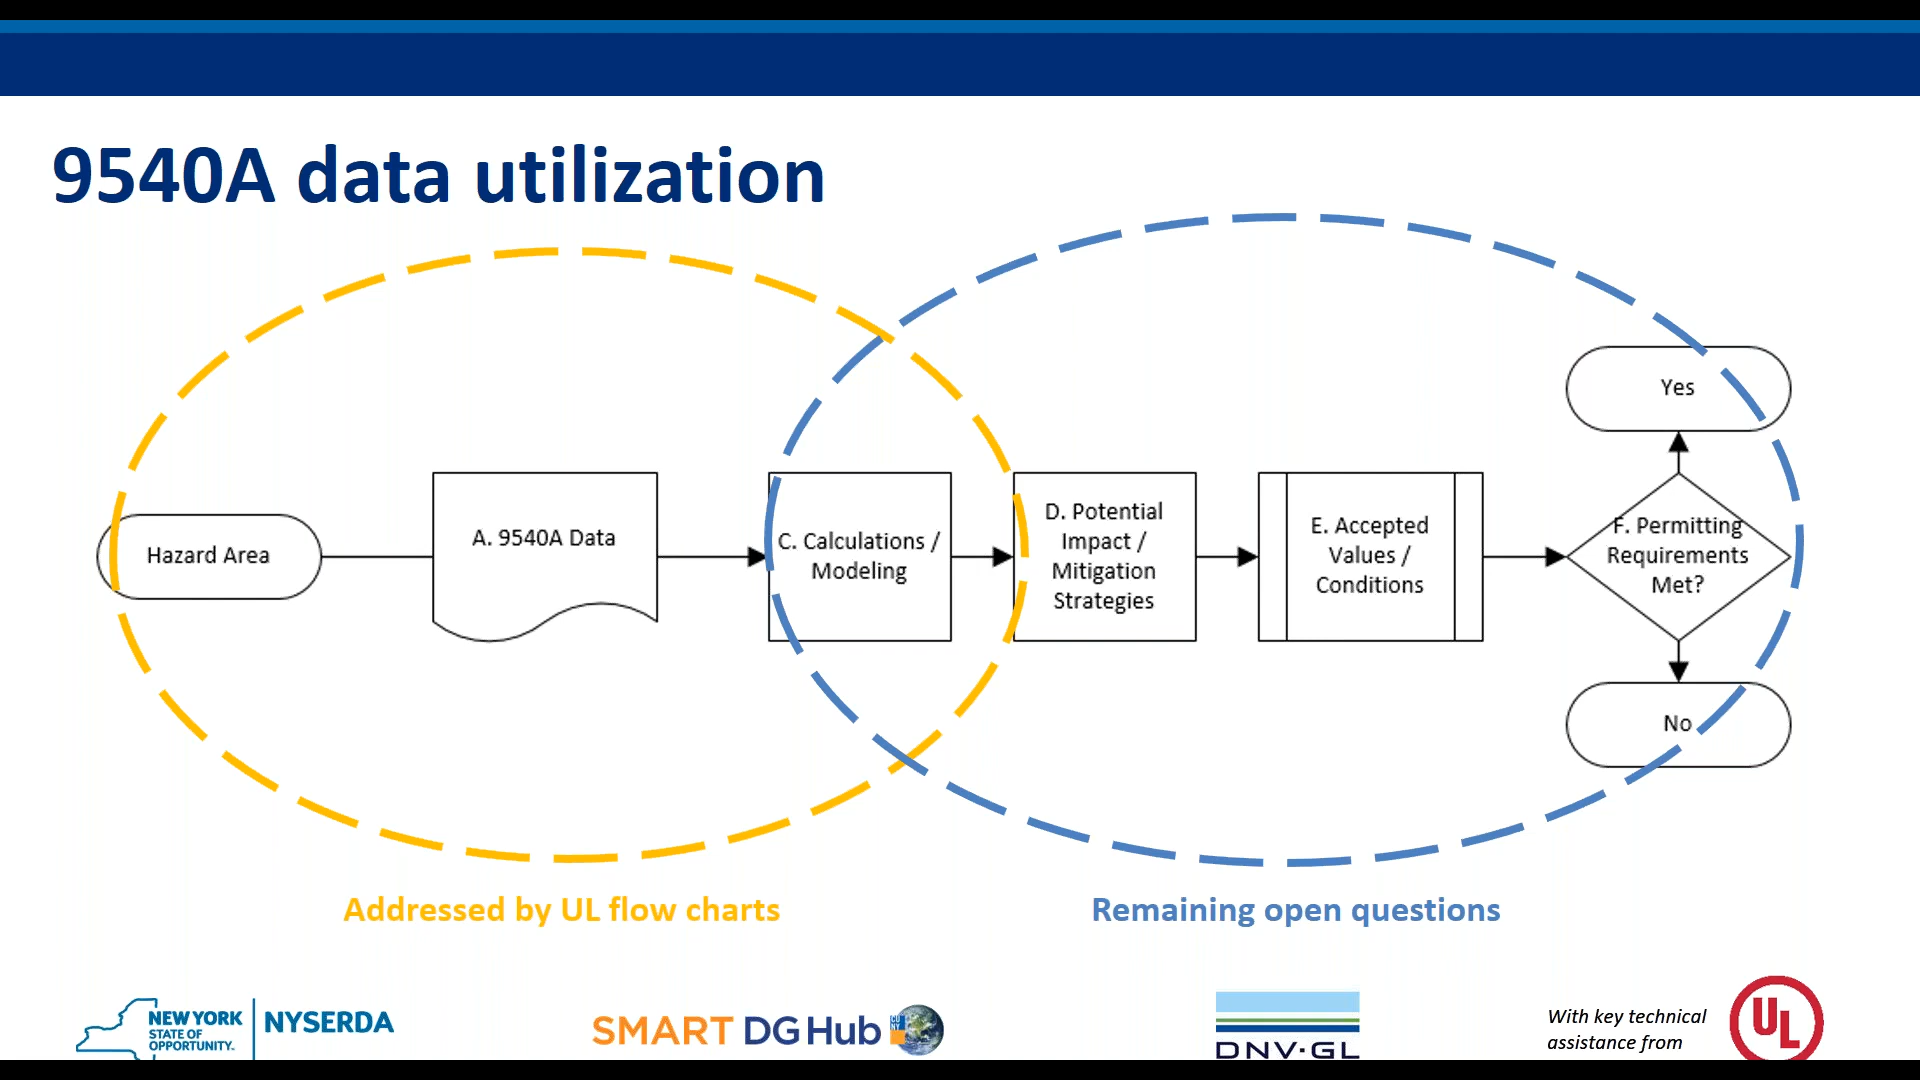 9540A data utilization
Hazard Area
A. 9540A Data
C. Calculations /
Modeling
D. Potential
Impact /
Mitigation
Strategies
E. Accepted
Values /
Conditions
F. Permitting
Requirements
Met?
Yes
No
Addressed by UL flow charts
Remaining open questions
NEW YORK
STATE OF
OPPORTUNITY.
NYSERDA
SMART DG Hub
CUNY
DNV·GL
With key technical
assistance from
UL